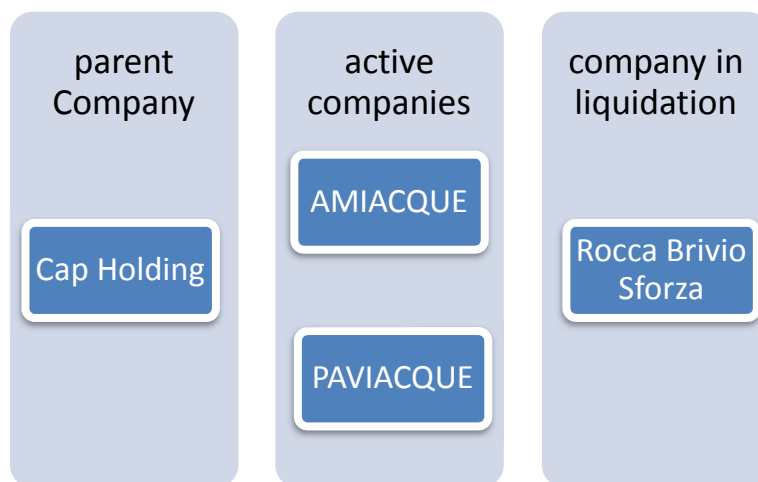 parent
Company
Cap Holding
active
companies
AMIACQUE
PAVIACQUE
company in
liquidation
Rocca Brivio
Sforza